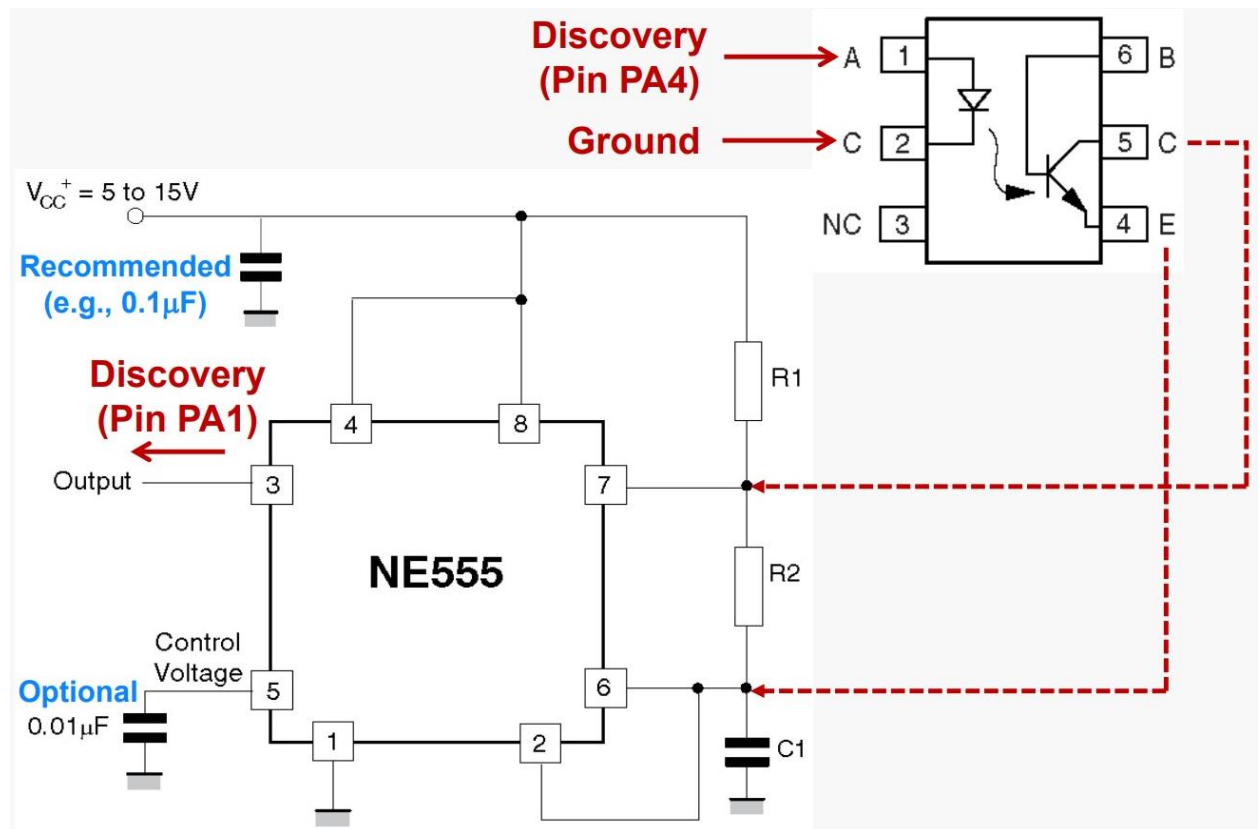 Discovery
(Pin PA4)
A 1
6 B
Ground
C 2
5 C
NC 3
4 E
V_CC^+ = 5 to 15V
Recommended
(e.g., 0.1μF)
Discovery
(Pin PA1)
R1
4
8
Output
3
7
NE555
R2
Control
Voltage
Optional
5
6
0.01μF
1
2
C1